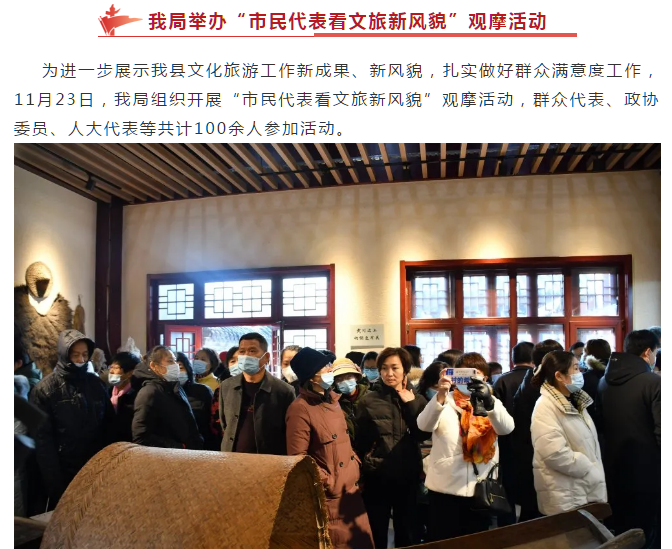 我局举办“市民代表看文旅新风貌”观摩活动
为进一步展示我县文化旅游工作新成果、新风貌，扎实做好群众满意度工作，
11月23日，我局组织开展“市民代表看文旅新风貌”观摩活动，群众代表、政协
委员、人大代表等共计100余人参加活动。